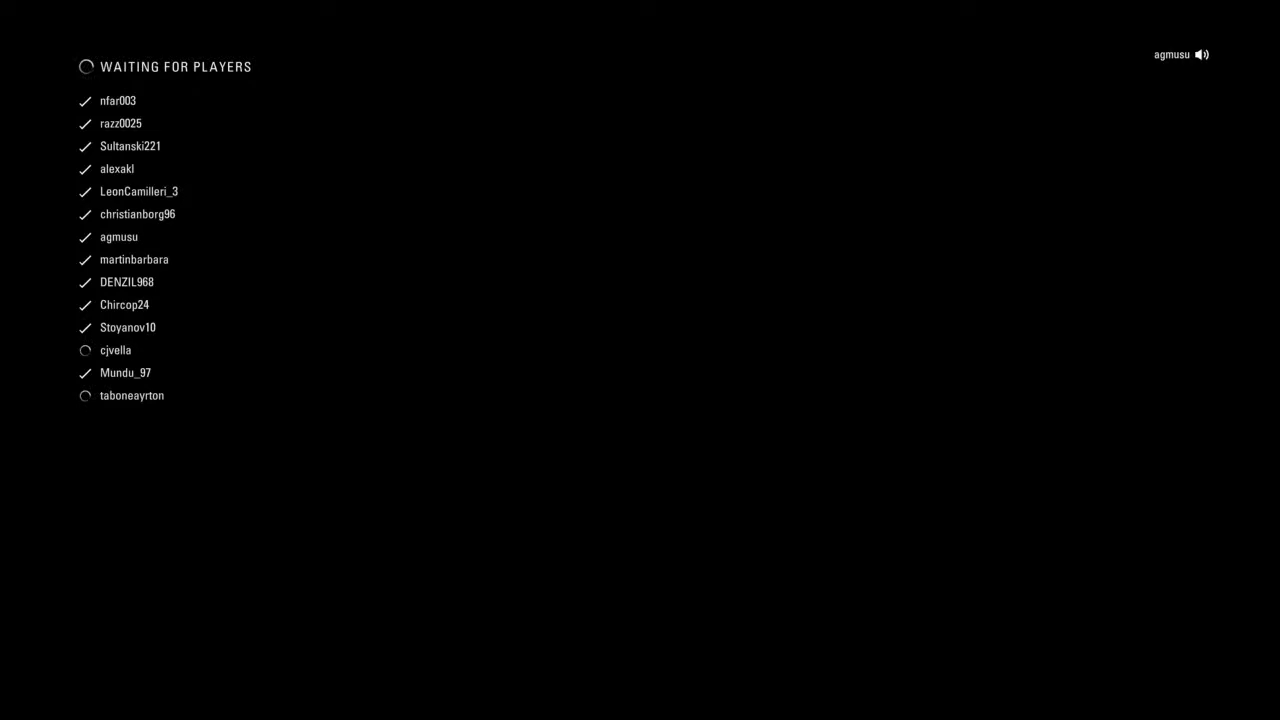 WAITING FOR PLAYERS
agmusu
nfar003
razz0025
Sultanski221
alexakl
LeonCamilleri_3
christianborg96
agmusu
martinbarbara
DENZIL968
Chircop24
Stoyanov10
cjvella
Mundu_97
taboneayrton